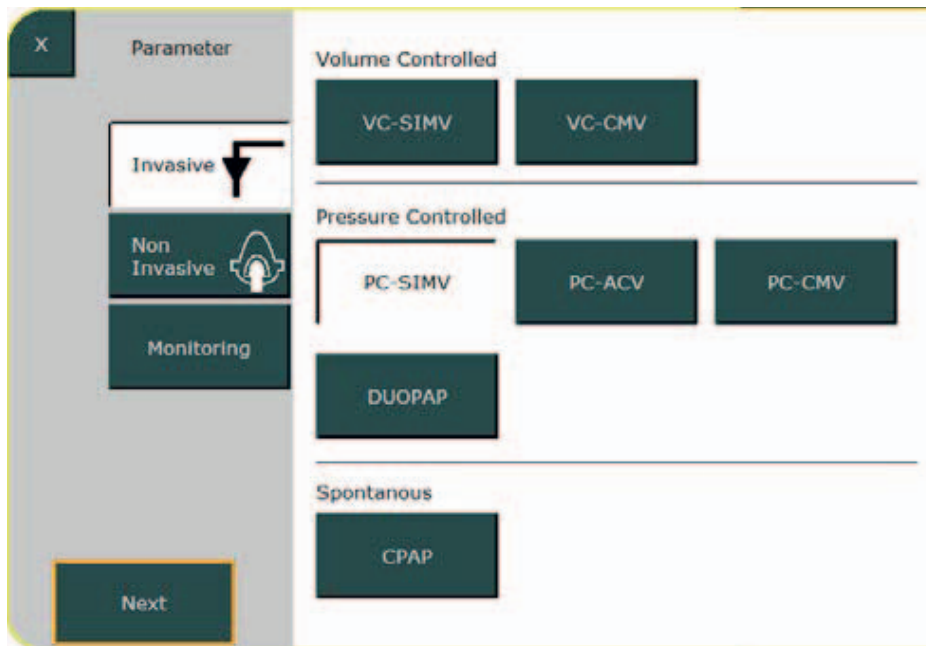 X
Parameter
Invasive
Non
Invasive
Monitoring
Next
Volume Controlled
VC-SIMV
VC-CMV
Pressure Controlled
PC-SIMV
PC-ACV
PC-CMV
DUOPAP
Spontanous
CPAP